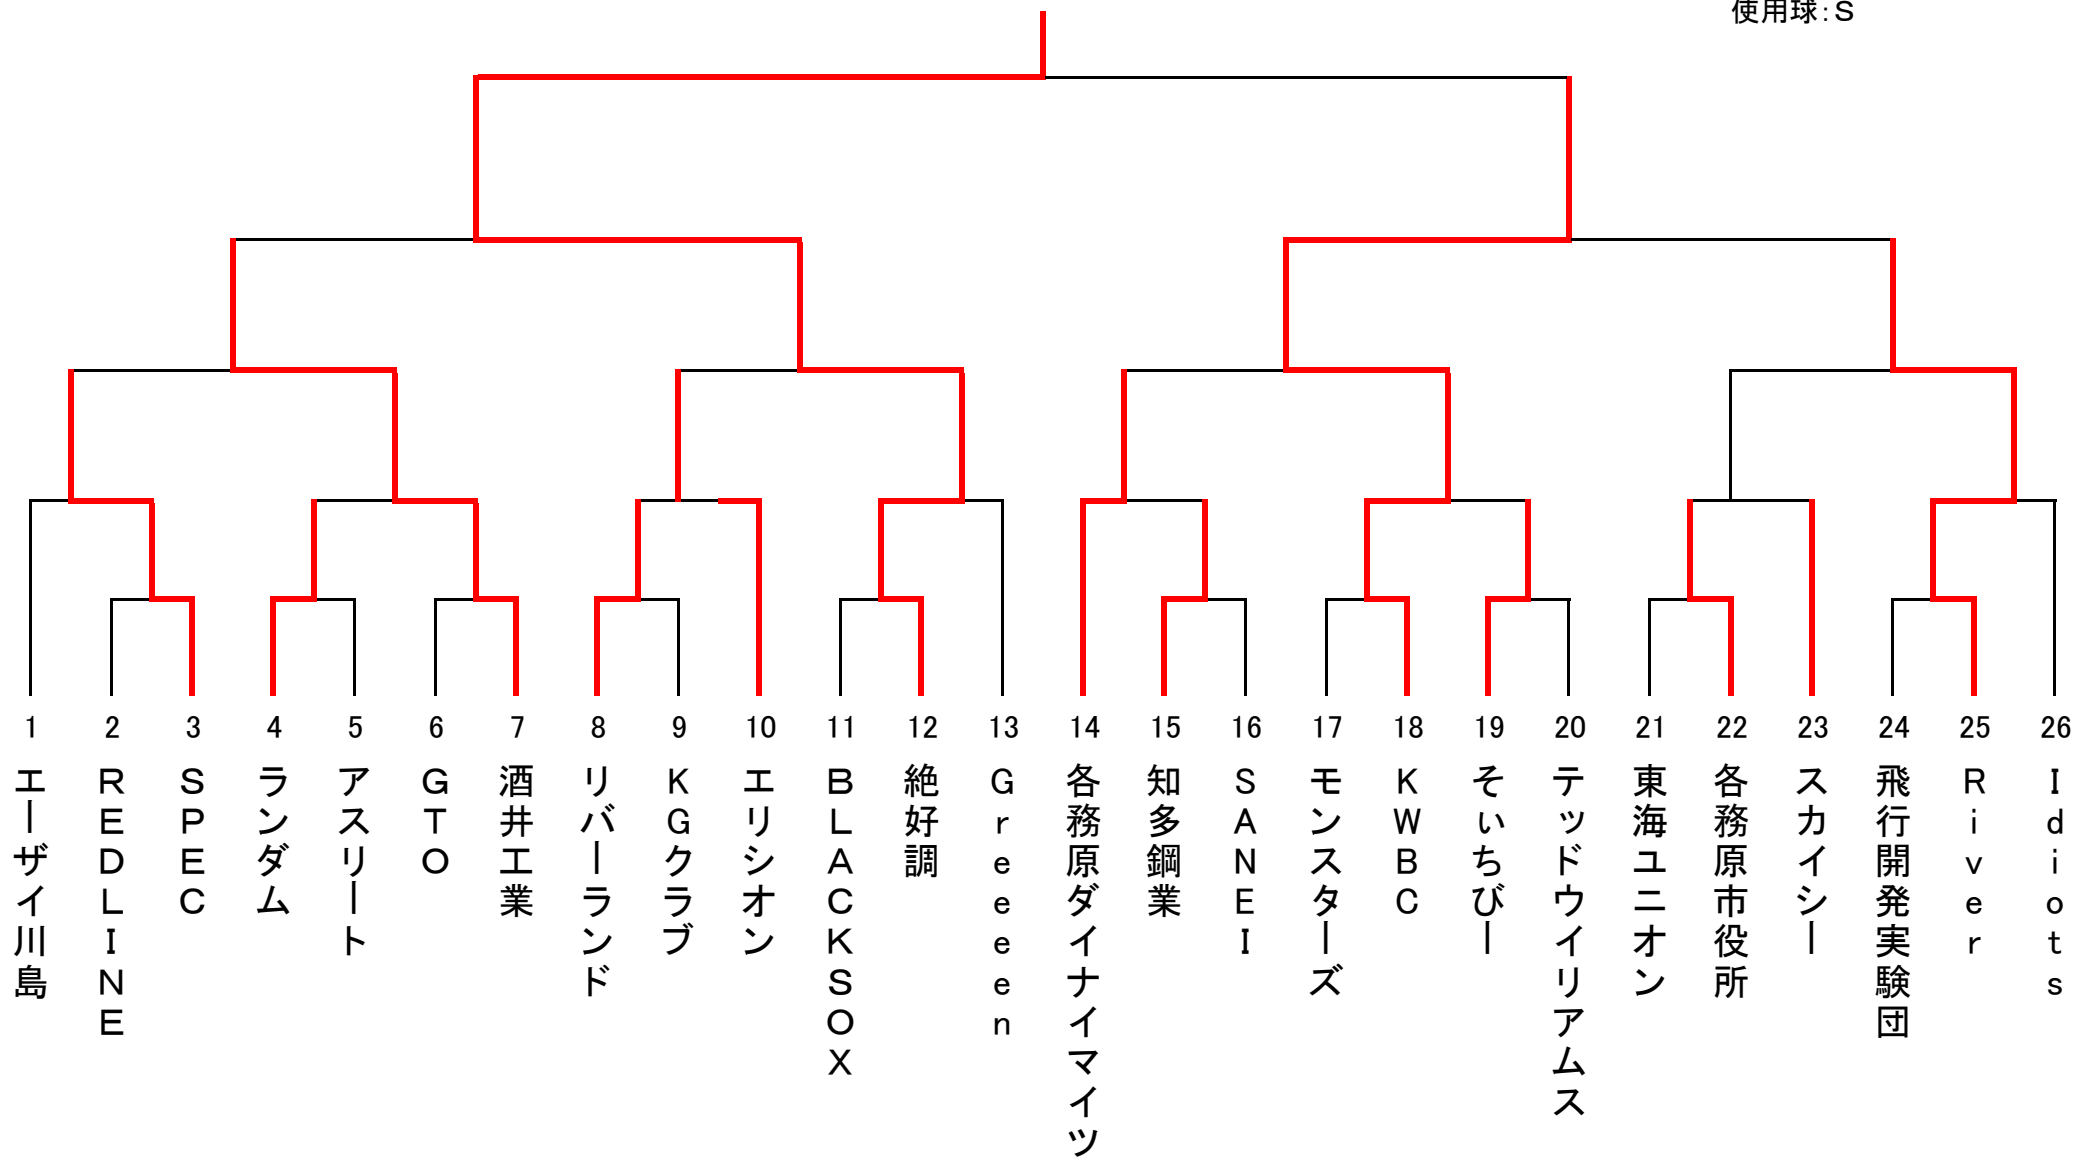 使用球：S
1 2 3 4 5 6 7 8 9 10 11 12 13 14 15 16 17 18 19 20 21 22 23 24 25 26
エーザイ川島
REDLINE
SPEC
ランダム
アスリート
GTO
酒井工業
リバーランド
KGクラブ
エリシオン
BLACKSOX
絶好調
Greeeen
各務原ダイナイマイツ
知多鋼業
SANEI
モンスターズ
KWBC
そぃちびー
テッドウイリアムス
東海ユニオン
各務原市役所
スカイシー
飛行開発実験団
River
Idiots